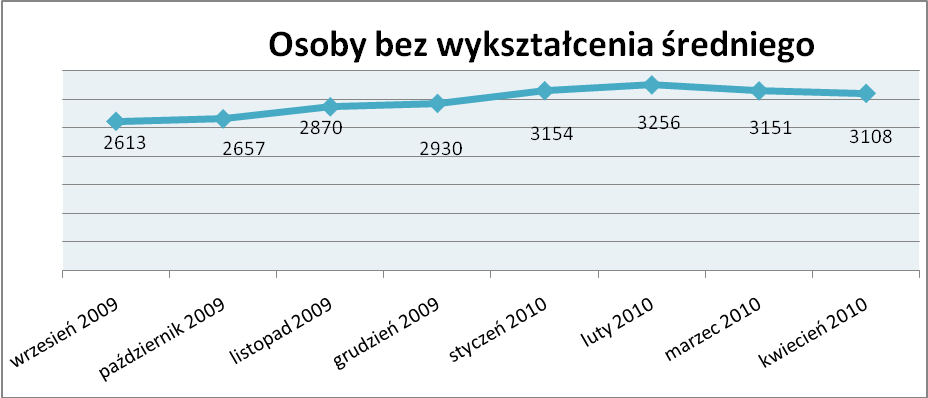 Osoby bez wykształcenia średniego
2613
2657
2870
2930
3154
3256
3151
3108
wrzesień 2009
październik 2009
listopad 2009
grudzień 2009
styczeń 2010
luty 2010
marzec 2010
kwiecień 2010